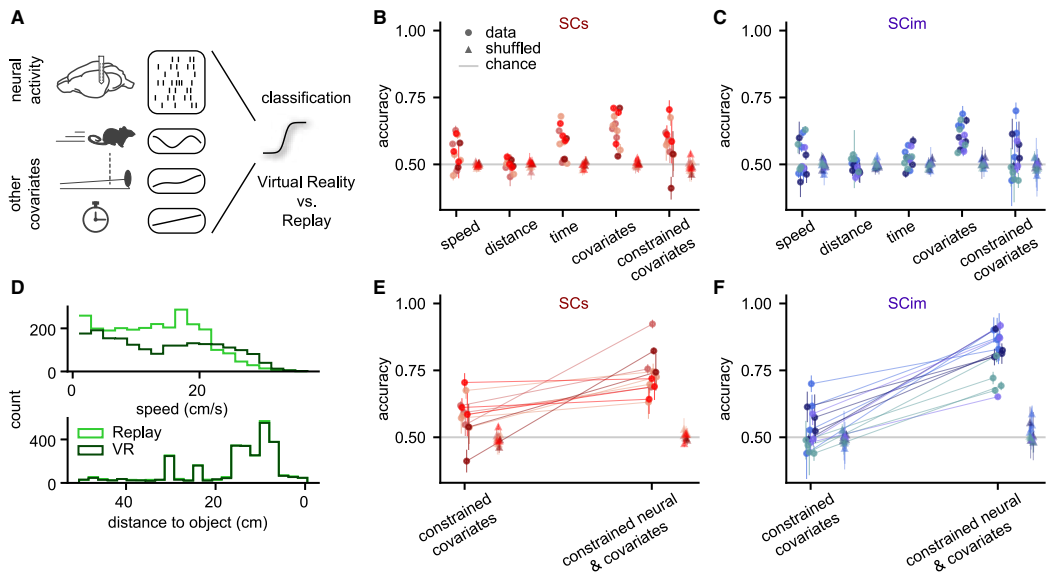 A
neural
activity
other
covariates
classification
Virtual Reality
vs.
Replay
B
SCs
data
shuffled
chance
accuracy
1.00
0.75
0.50
speed
distance
time
covariates
constrained
covariates
C
SCim
accuracy
1.00
0.75
0.50
speed
distance
time
covariates
constrained
covariates
D
count
200
0
0
20
speed (cm/s)
Replay
VR
400
0
40
20
0
distance to object (cm)
E
SCs
accuracy
1.00
0.75
0.50
constrained
covariates
constrained neural
& covariates
F
SCim
accuracy
1.00
0.75
0.50
constrained
covariates
constrained neural
& covariates